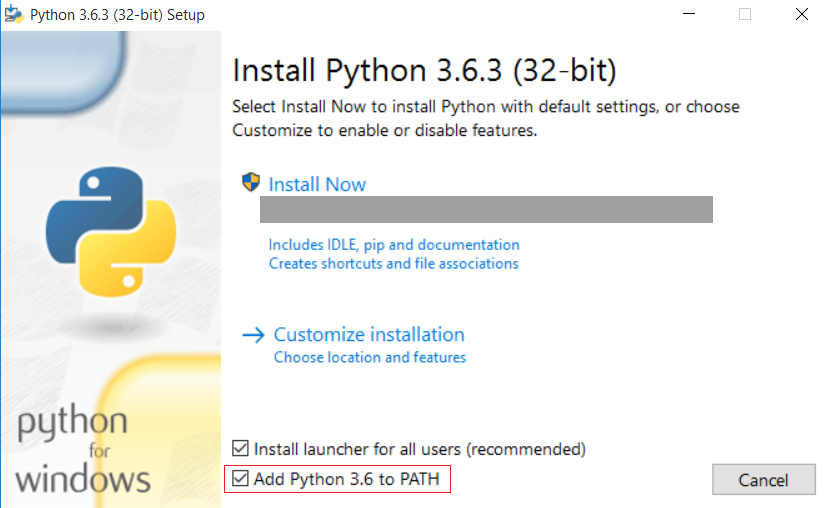 Python 3.6.3 (32-bit) Setup
Install Python 3.6.3 (32-bit)
Select Install Now to install Python with default settings, or choose
Customize to enable or disable features.
Install Now
Includes IDLE, pip and documentation
Creates shortcuts and file associations
Customize installation
Choose location and features
Install launcher for all users (recommended)
Add Python 3.6 to PATH
Cancel
python
for
windows